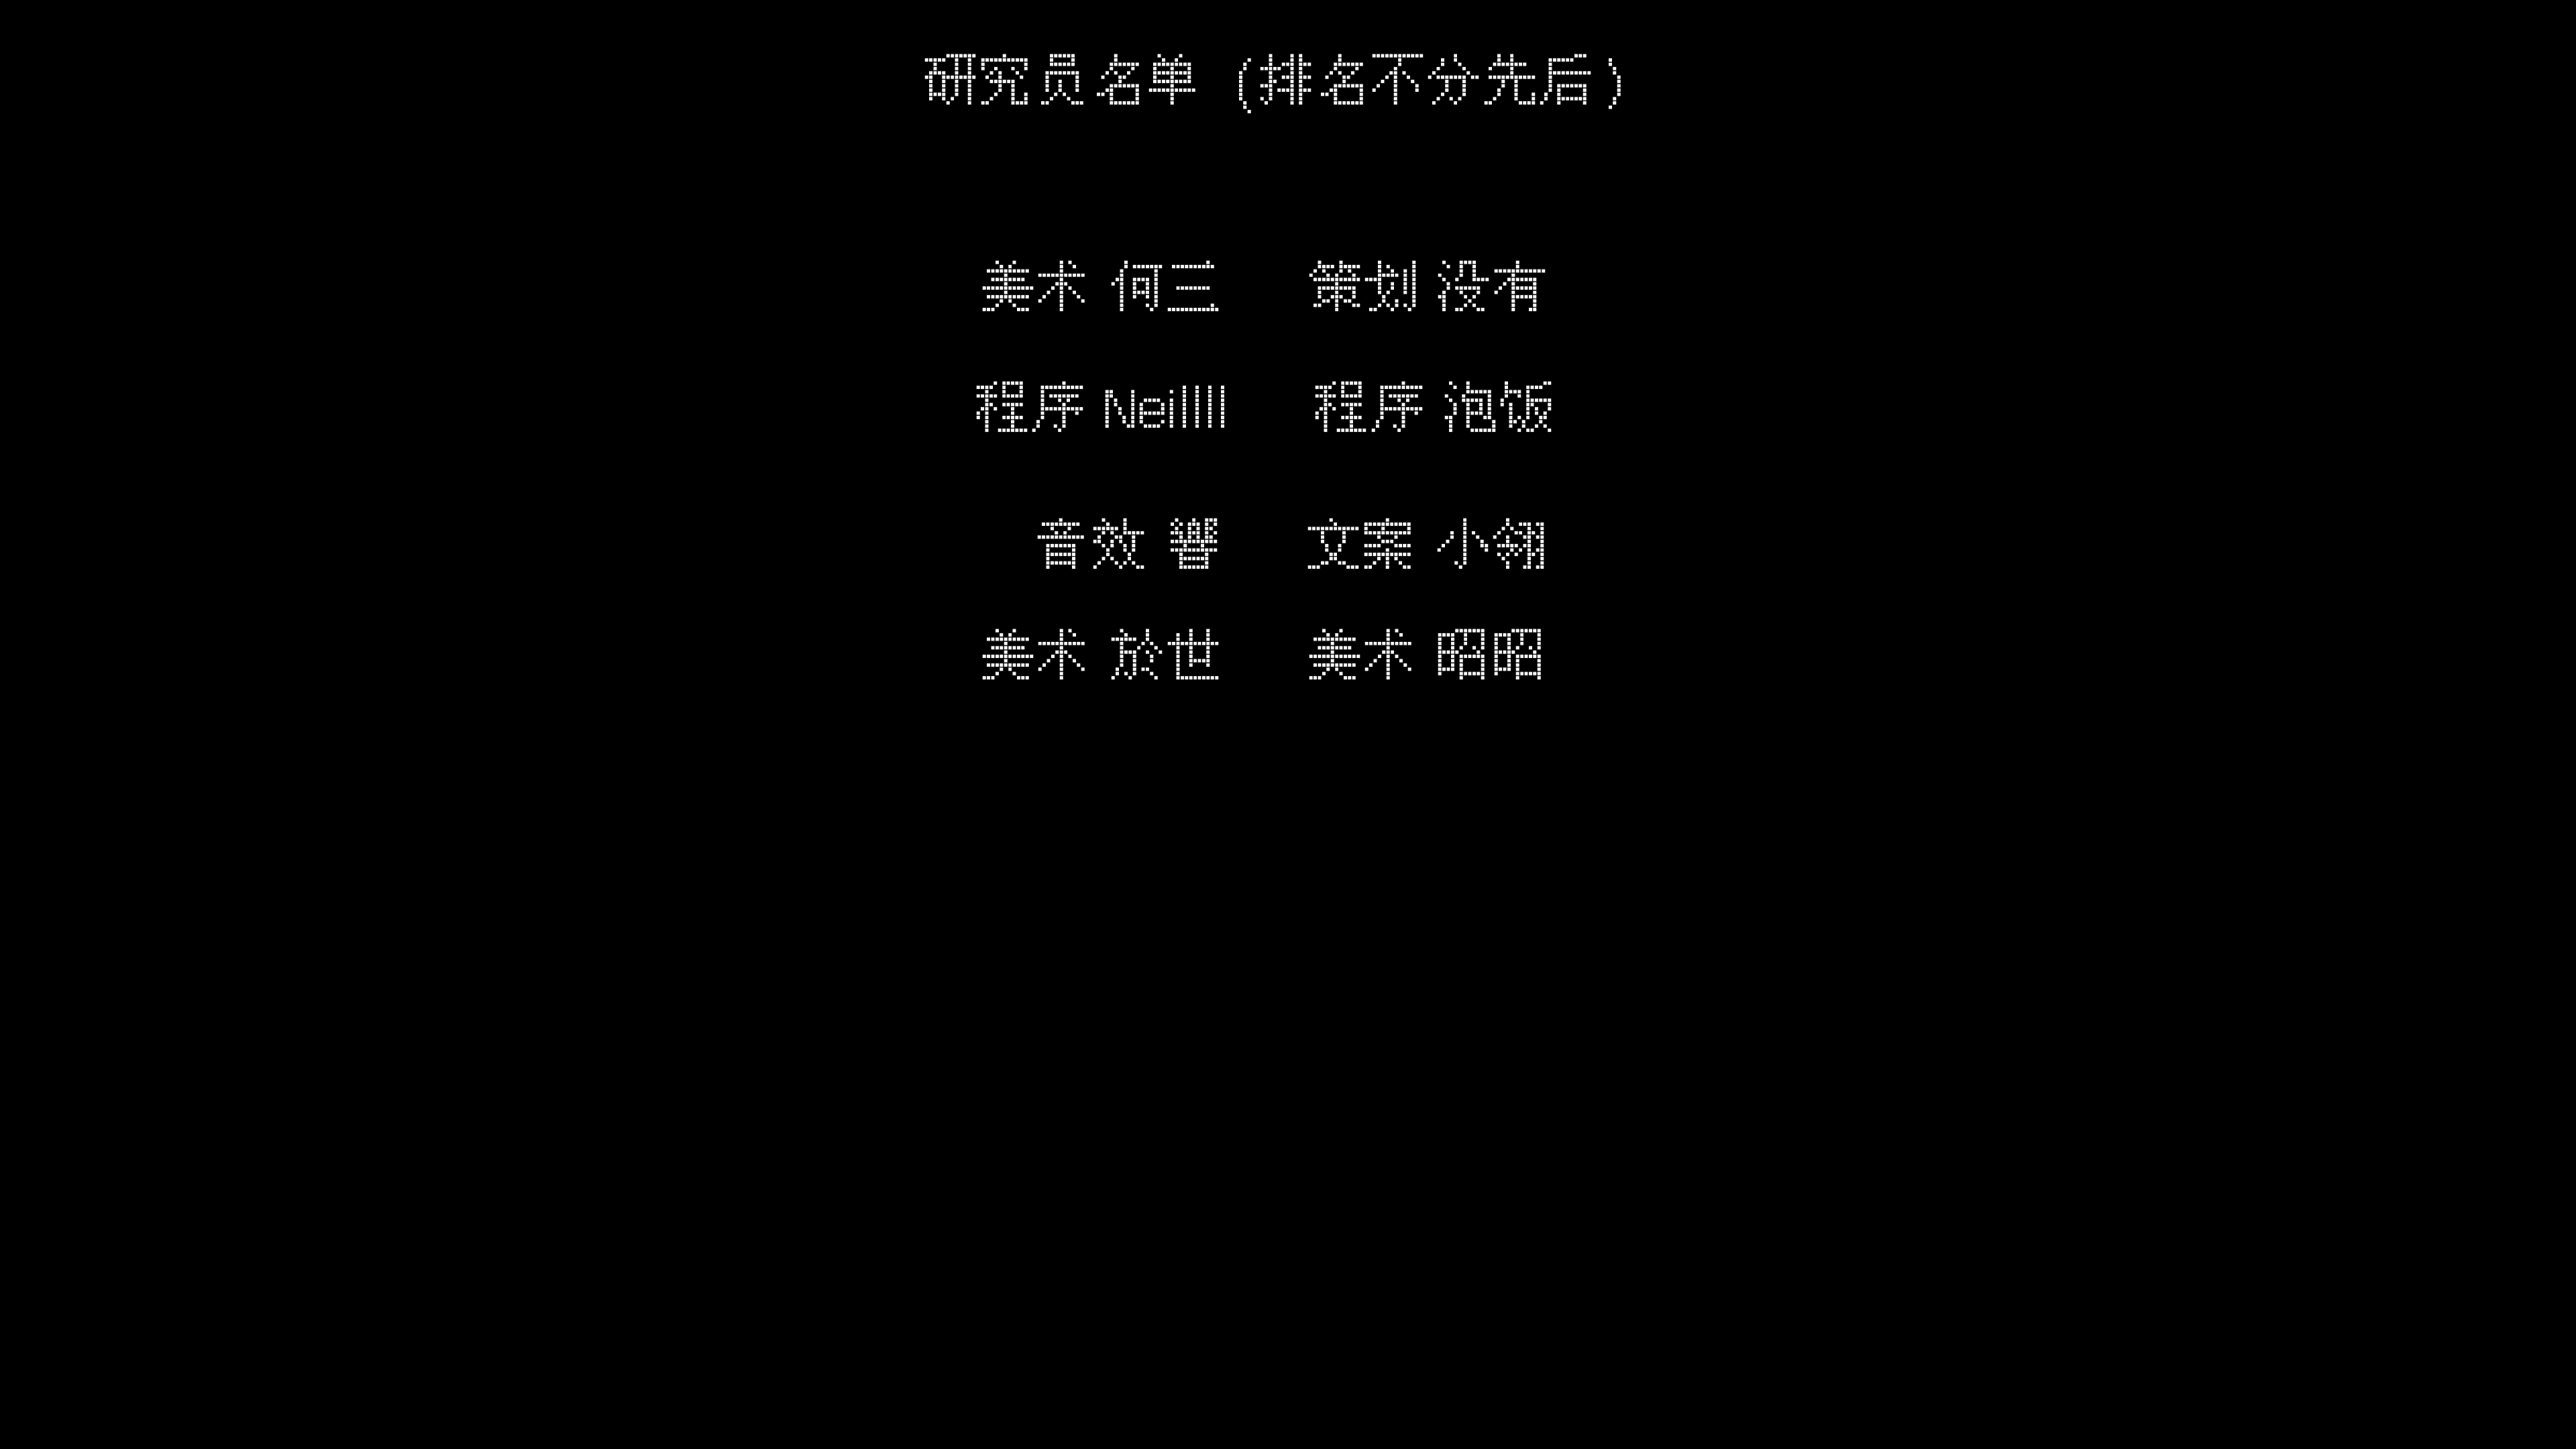 研究员名单（排名不分先后）
美术 何三 策划 没有
程序 Neilllll 程序 泡饭
音效 響 文案 小翎
美术 於世 美术 昭昭